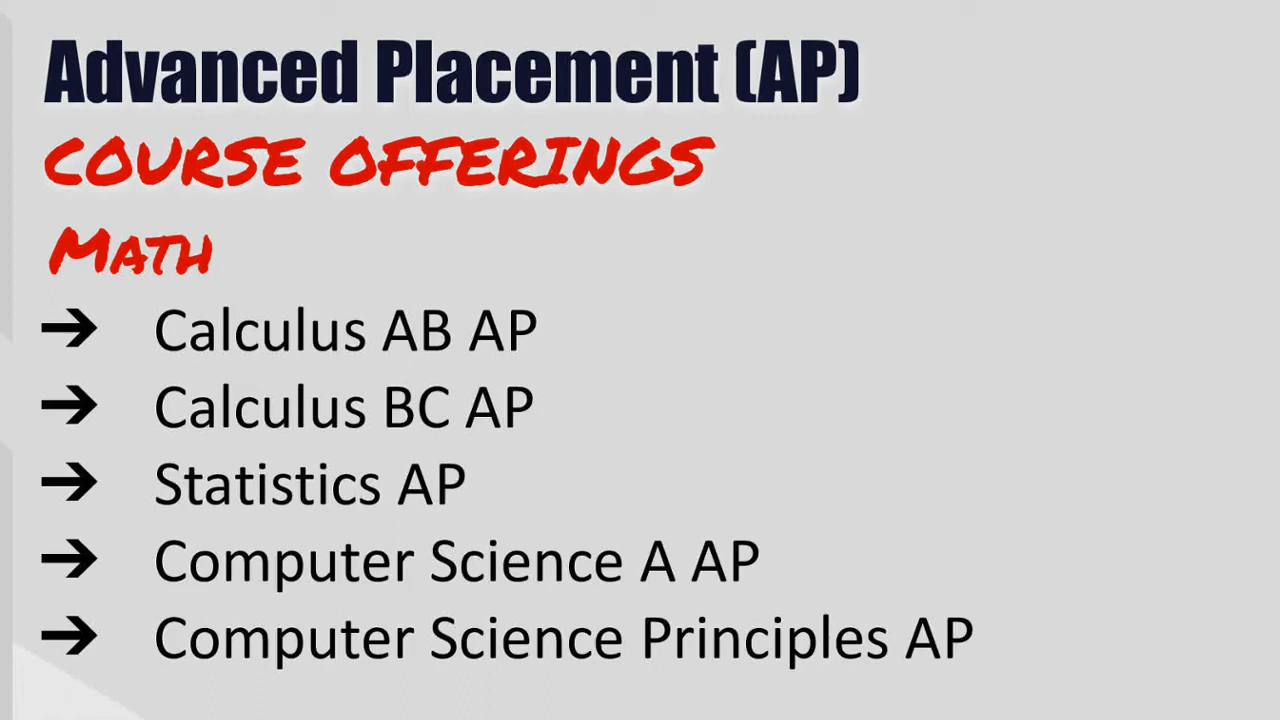 Advanced Placement (AP)
COURSE OFFERINGS
MATH
➔ Calculus AB AP
➔ Calculus BC AP
➔ Statistics AP
➔ Computer Science A AP
➔ Computer Science Principles AP